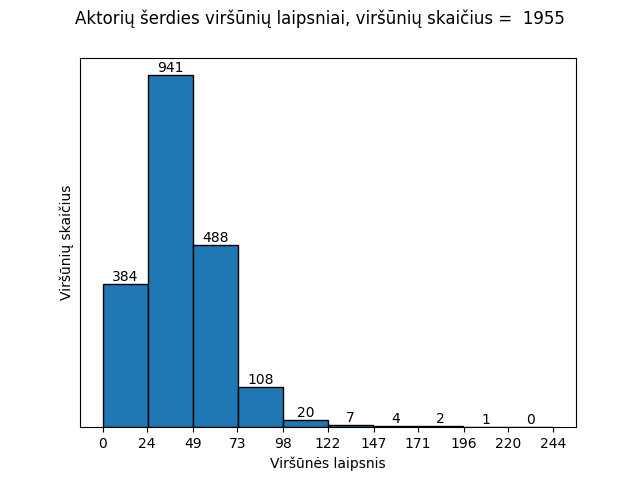 Aktorių šerdies viršūnių laipsniai, viršūnių skaičius =  1955
941
488
384
108
20
7
4
2
1
0
Viršūnių skaičius
0 24 49 73 98 122 147 171 196 220 244
Viršūnės laipsnis